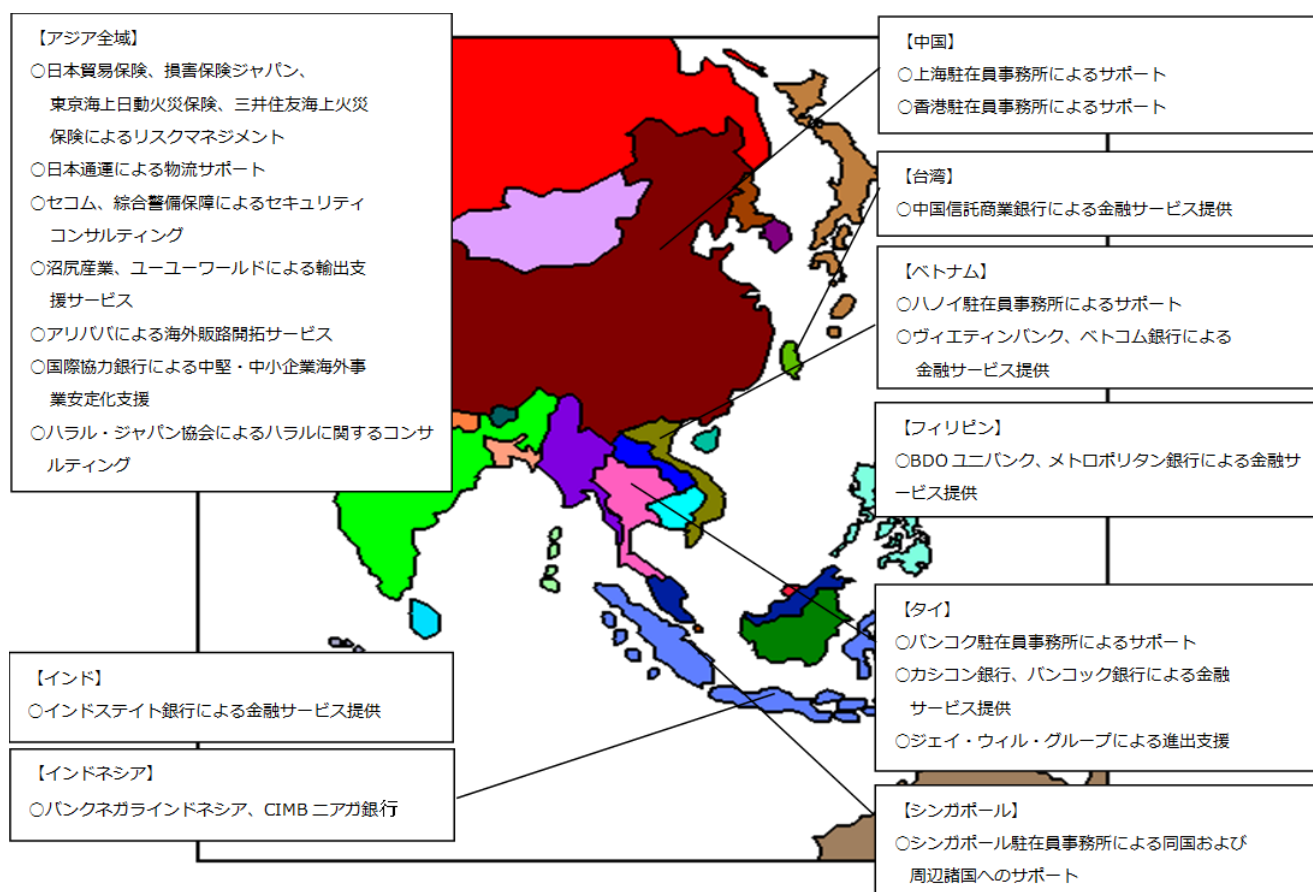 【アジア全域】
○日本貿易保険、損害保険ジャパン、
東京海上日動火災保険、三井住友海上火災
保険によるリスクマネジメント
○日本通運による物流サポート
○セコム、綜合警備保障によるセキュリティ
コンサルティング
○沼尻産業、ユーユーワールドによる輸出支
援サービス
○アリババによる海外販路開拓サービス
○国際協力銀行による中堅・中小企業海外事
業安定化支援
○ハラル・ジャパン協会によるハラルに関するコンサ
ルティング
【インド】
○インドステイト銀行による金融サービス提供
【インドネシア】
○バンクネガラインドネシア、CIMB ニアガ銀行
【中国】
○上海駐在員事務所によるサポート
○香港駐在員事務所によるサポート
【台湾】
○中国信託商業銀行による金融サービス提供
【ベトナム】
○ハノイ駐在員事務所によるサポート
○ヴィエティンバンク、ベトコム銀行による
金融サービス提供
【フィリピン】
○BDO ユニバンク、メトロポリタン銀行による金融サ
ービス提供
【タイ】
○バンコク駐在員事務所によるサポート
○カシコン銀行、バンコック銀行による金融
サービス提供
○ジェイ・ウィル・グループによる進出支援
【シンガポール】
○シンガポール駐在員事務所による同国および
周辺諸国へのサポート